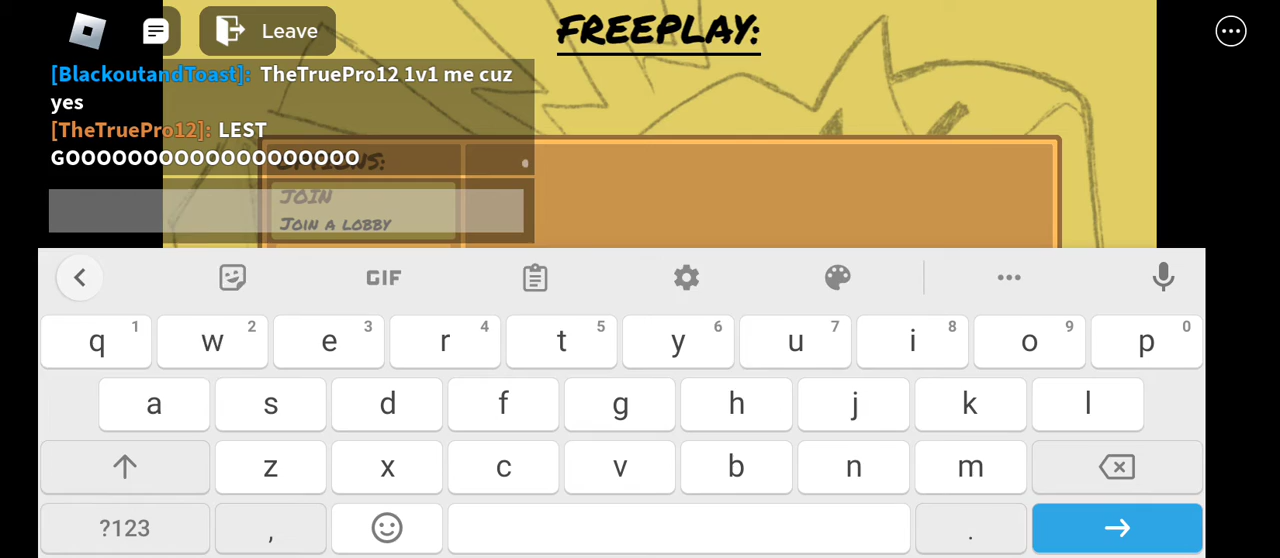 Leave
FREEPLAY:
[BlackoutandToast]: TheTruePro12 1v1 me cuz
yes
[TheTruePro12]: LEST
GOOOOOOOOOOOOOOOOOOO
OPTIONS:
JOIN
JOIN A LOBBY
GIF
q 1 w 2 e 3 r 4 t 5 y 6 u 7 i 8 o 9 p 0
a s d f g h j k l
z x c v b n m
?123 , .